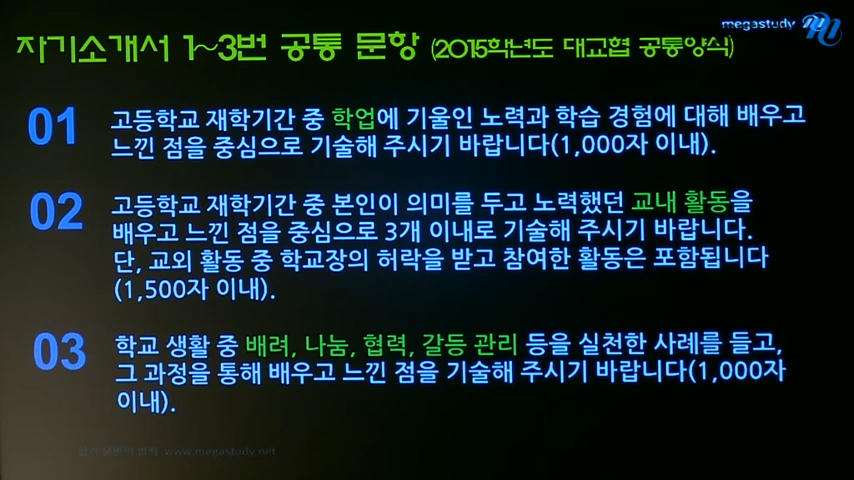 megastudy
자기소개서 1~3번 공통 문항 (2015학년도 대교협 공통양식)
01
고등학교 재학기간 중 학업에 기울인 노력과 학습 경험에 대해 배우고
느낀 점을 중심으로 기술해 주시기 바랍니다(1,000자 이내).
02
고등학교 재학기간 중 본인이 의미를 두고 노력했던 교내 활동을
배우고 느낀 점을 중심으로 3개 이내로 기술해 주시기 바랍니다.
단, 교외 활동 중 학교장의 허락을 받고 참여한 활동은 포함됩니다
(1,500자 이내).
03
학교 생활 중 배려, 나눔, 협력, 갈등 관리 등을 실천한 사례를 들고,
그 과정을 통해 배우고 느낀 점을 기술해 주시기 바랍니다(1,000자
이내).
www.megastudy.net